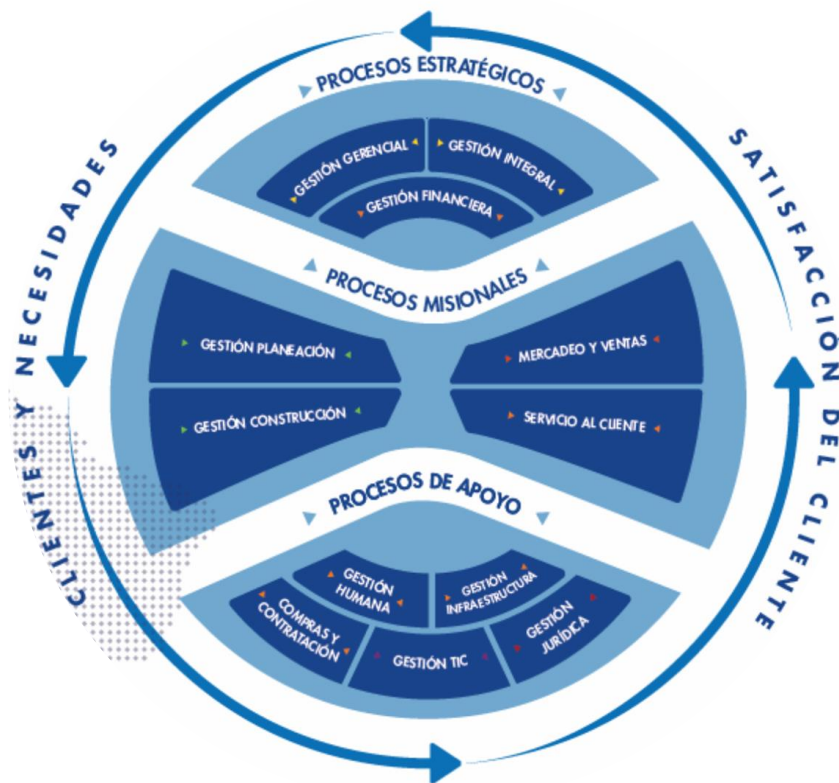 PROCESOS ESTRATÉGICOS
GESTIÓN GERENCIAL
GESTIÓN INTEGRAL
GESTIÓN FINANCIERA
CLIENTES Y NECESIDADES
SATISFACCIÓN DEL CLIENTE
PROCESOS MISIONALES
GESTIÓN PLANEACIÓN
MERCADEO Y VENTAS
GESTIÓN CONSTRUCCIÓN
SERVICIO AL CLIENTE
PROCESOS DE APOYO
GESTIÓN
HUMANA
GESTIÓN
INFRAESTRUCTURA
COMPRAS Y
CONTRATACIÓN
GESTIÓN TIC
GESTIÓN
JURÍDICA